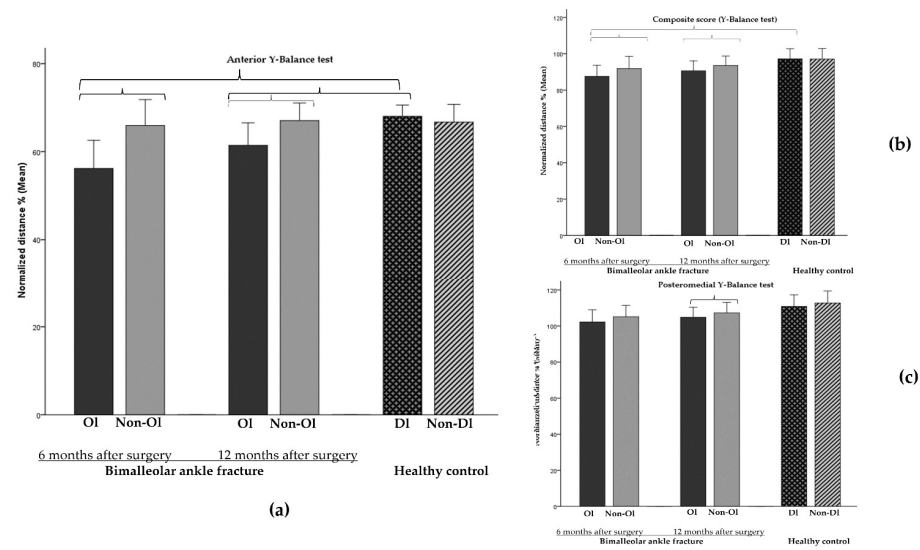 Anterior Y-Balance test
Normalized distance % (Mean)
80
60
40
20
0
Ol Non-Ol Ol Non-Ol Dl Non-Dl
6 months after surgery 12 months after surgery
Bimalleolar ankle fracture Healthy control
(a)
Composite score (Y-Balance test)
Normalized distance % (Mean)
120
100
80
60
40
20
0
Ol Non-Ol Ol Non-Ol Dl Non-Dl
6 months after surgery 12 months after surgery
Bimalleolar ankle fracture Healthy control
(b)
Posteromedial Y-Balance test
120
100
80
60
40
20
0
Ol Non-Ol Ol Non-Ol Dl Non-Dl
6 months after surgery 12 months after surgery
Bimalleolar ankle fracture Healthy control
(c)